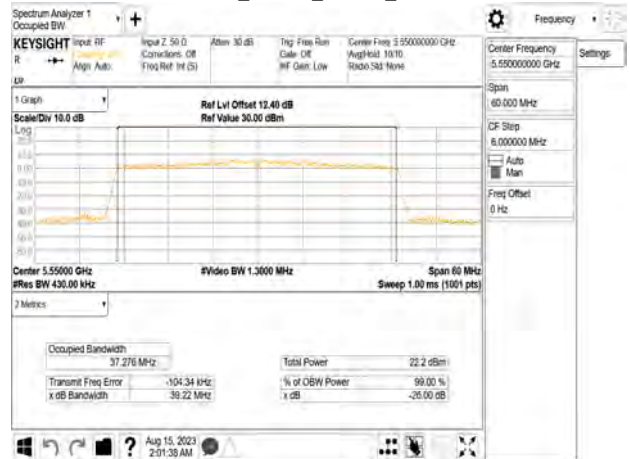 Spectrum Analyzer 1
Occupied BW
Frequency
KEYSIGHT
R
Input: RF
Align: Auto
Input Z: 50 Ω
Corrections: Off
Freq Ref: Int (S)
Atten: 30 dB
Trig: Free Run
Gate: Off
#IF Gain: Low
Center Freq: 5.550000000 GHz
Avg|Hold: 10/10
Radio Std: None
Center Frequency
5.550000000 GHz
Settings
Span
60.000 MHz
CF Step
6.000000 MHz
Auto
Man
Freq Offset
0 Hz
1 Graph
Scale/Div 10.0 dB
Ref Lvl Offset 12.40 dB
Ref Value 30.00 dBm
Log
Center 5.55000 GHz
#Res BW 430.00 kHz
#Video BW 1.3000 MHz
Span 60 MHz
Sweep 1.00 ms (1001 pts)
2 Metrics
Occupied Bandwidth
37.276 MHz
Total Power 22.2 dBm
Transmit Freq Error -104.34 kHz
% of OBW Power 99.00 %
x dB Bandwidth 39.22 MHz
x dB -26.00 dB
?
Aug 15, 2023
2:01:38 AM